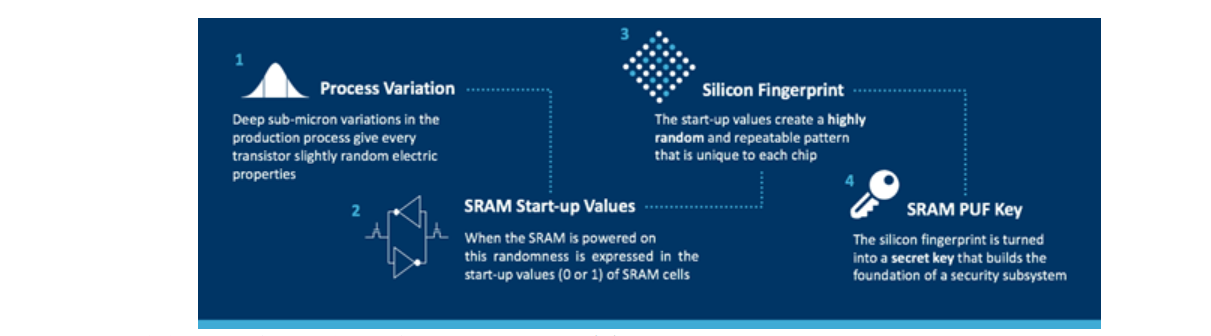 1
Process Variation
Deep sub-micron variations in the
production process give every
transistor slightly random electric
properties
2
SRAM Start-up Values
When the SRAM is powered on
this randomness is expressed in the
start-up values (0 or 1) of SRAM cells
3
Silicon Fingerprint
The start-up values create a highly
random and repeatable pattern
that is unique to each chip
4
SRAM PUF Key
The silicon fingerprint is turned
into a secret key that builds the
foundation of a security subsystem